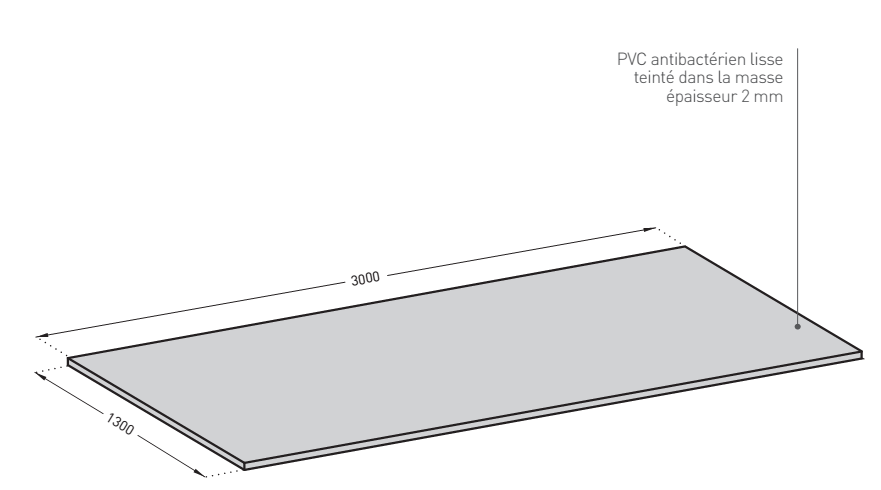 PVC antibactérien lisse
teinté dans la masse
épaisseur 2 mm
3000
1300